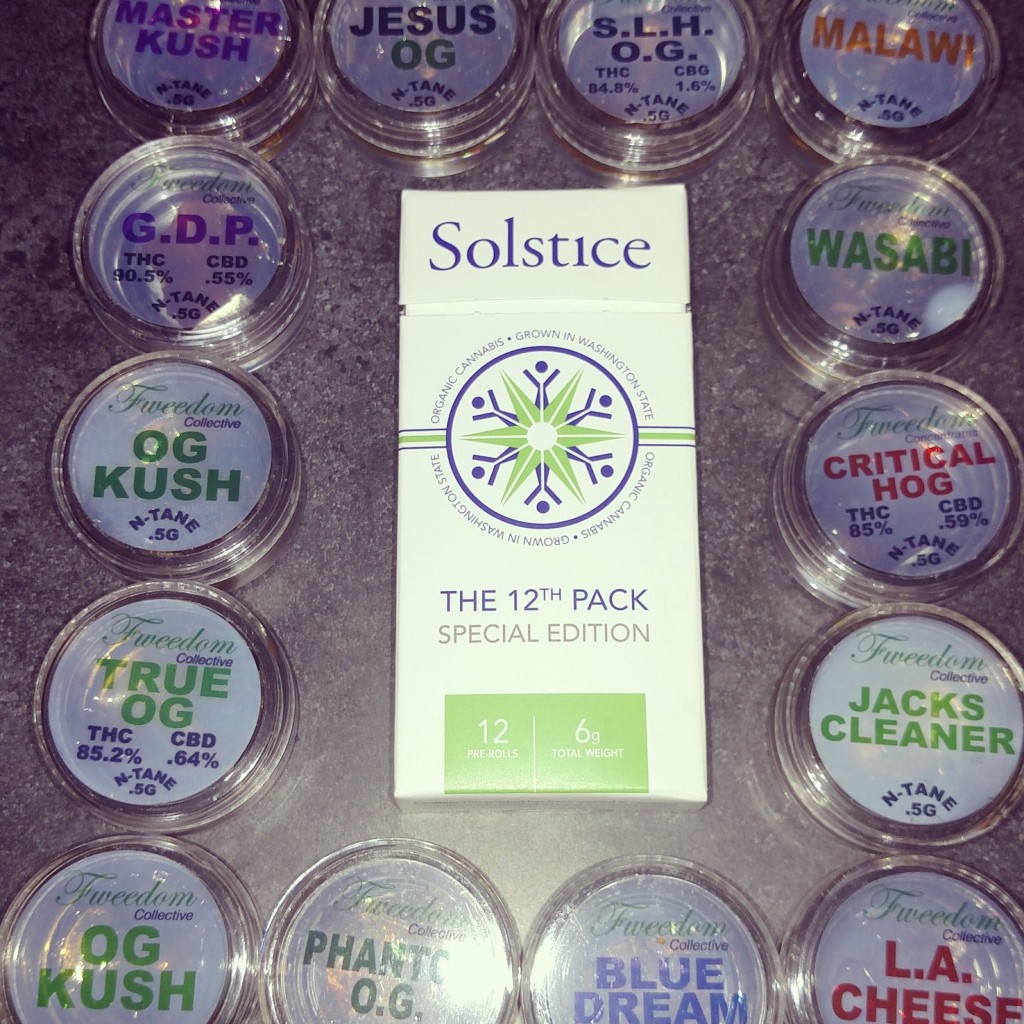 MASTER
KUSH
N-TANE
.5G
JESUS
OG
N-TANE
.5G
Collective
S.L.H.
O.G.
THC CBG
84.8% 1.6%
N-TANE
.5G
Collective
MALAWI
N-TANE
.5G
Fweedom
Collective
G.D.P.
THC CBD
90.5% .55%
N-TANE
.5G
Solstice
ORGANIC CANNABIS • GROWN IN WASHINGTON STATE
ORGANIC CANNABIS • GROWN IN WASHINGTON STATE
THE 12TH PACK
SPECIAL EDITION
12 6g
PRE-ROLLS TOTAL WEIGHT
Fweedom
Collective
WASABI
N-TANE
.5G
Fweedom
Collective
OG
KUSH
N-TANE
.5G
Fweedom
Concentrates
CRITICAL
HOG
THC CBD
85% .59%
N-TANE
.5G
Fweedom
Collective
TRUE
OG
THC CBD
85.2% .64%
N-TANE
.5G
Fweedom
Collective
JACKS
CLEANER
N-TANE
.5G
Fweedom
Collective
OG
KUSH
Fweedom
Collective
O.G.
Fweedom
Collective
BLUE
DREAM
Fweedom
Collective
L.A.
CHEESE